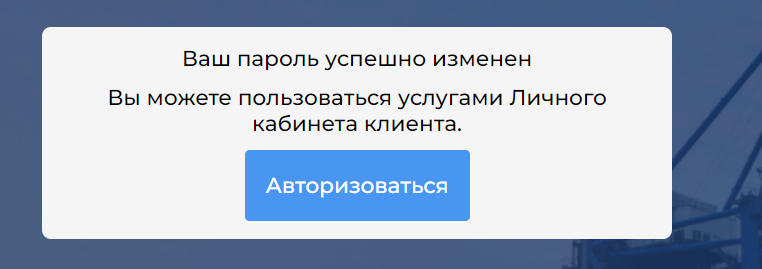 Ваш пароль успешно изменен
Вы можете пользоваться услугами Личного
кабинета клиента.
Авторизоваться